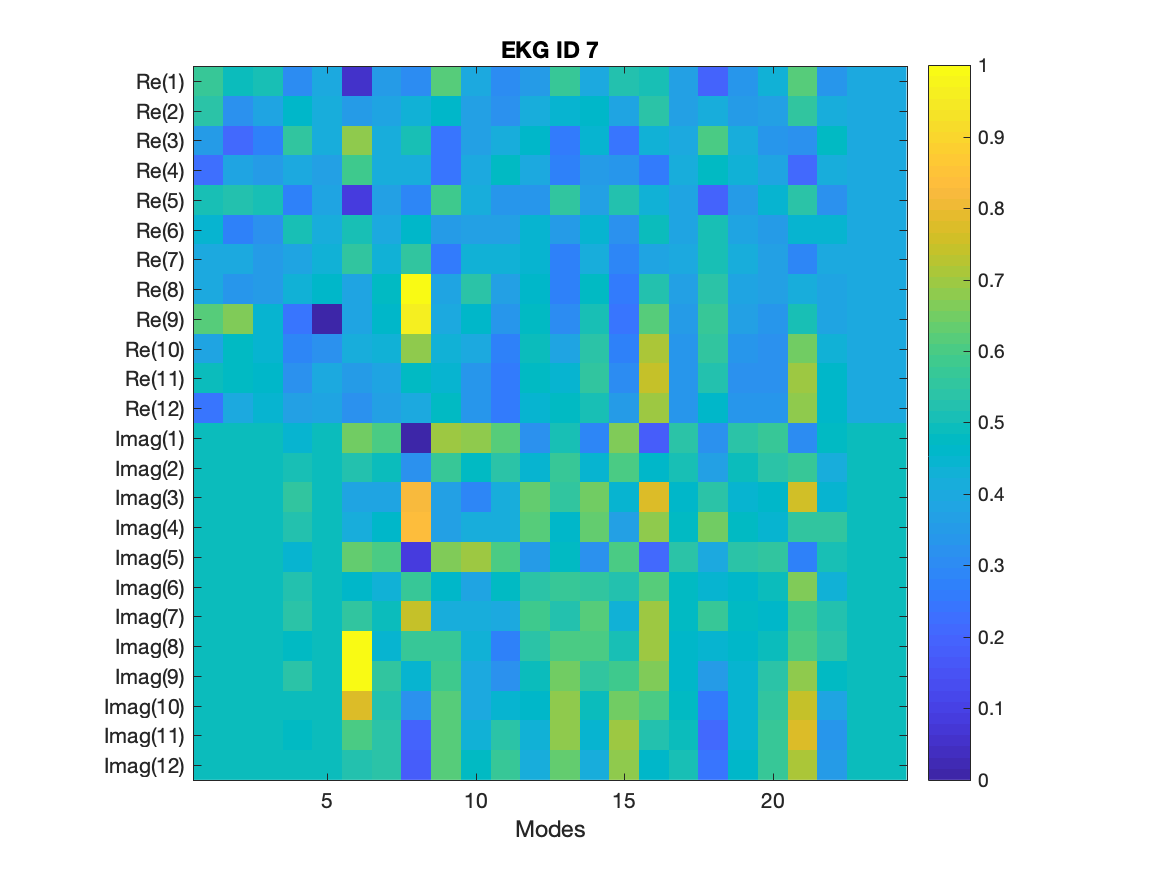 EKG ID 7
Re(1)
Re(2)
Re(3)
Re(4)
Re(5)
Re(6)
Re(7)
Re(8)
Re(9)
Re(10)
Re(11)
Re(12)
Imag(1)
Imag(2)
Imag(3)
Imag(4)
Imag(5)
Imag(6)
Imag(7)
Imag(8)
Imag(9)
Imag(10)
Imag(11)
Imag(12)
5 10 15 20
Modes
1
0.9
0.8
0.7
0.6
0.5
0.4
0.3
0.2
0.1
0